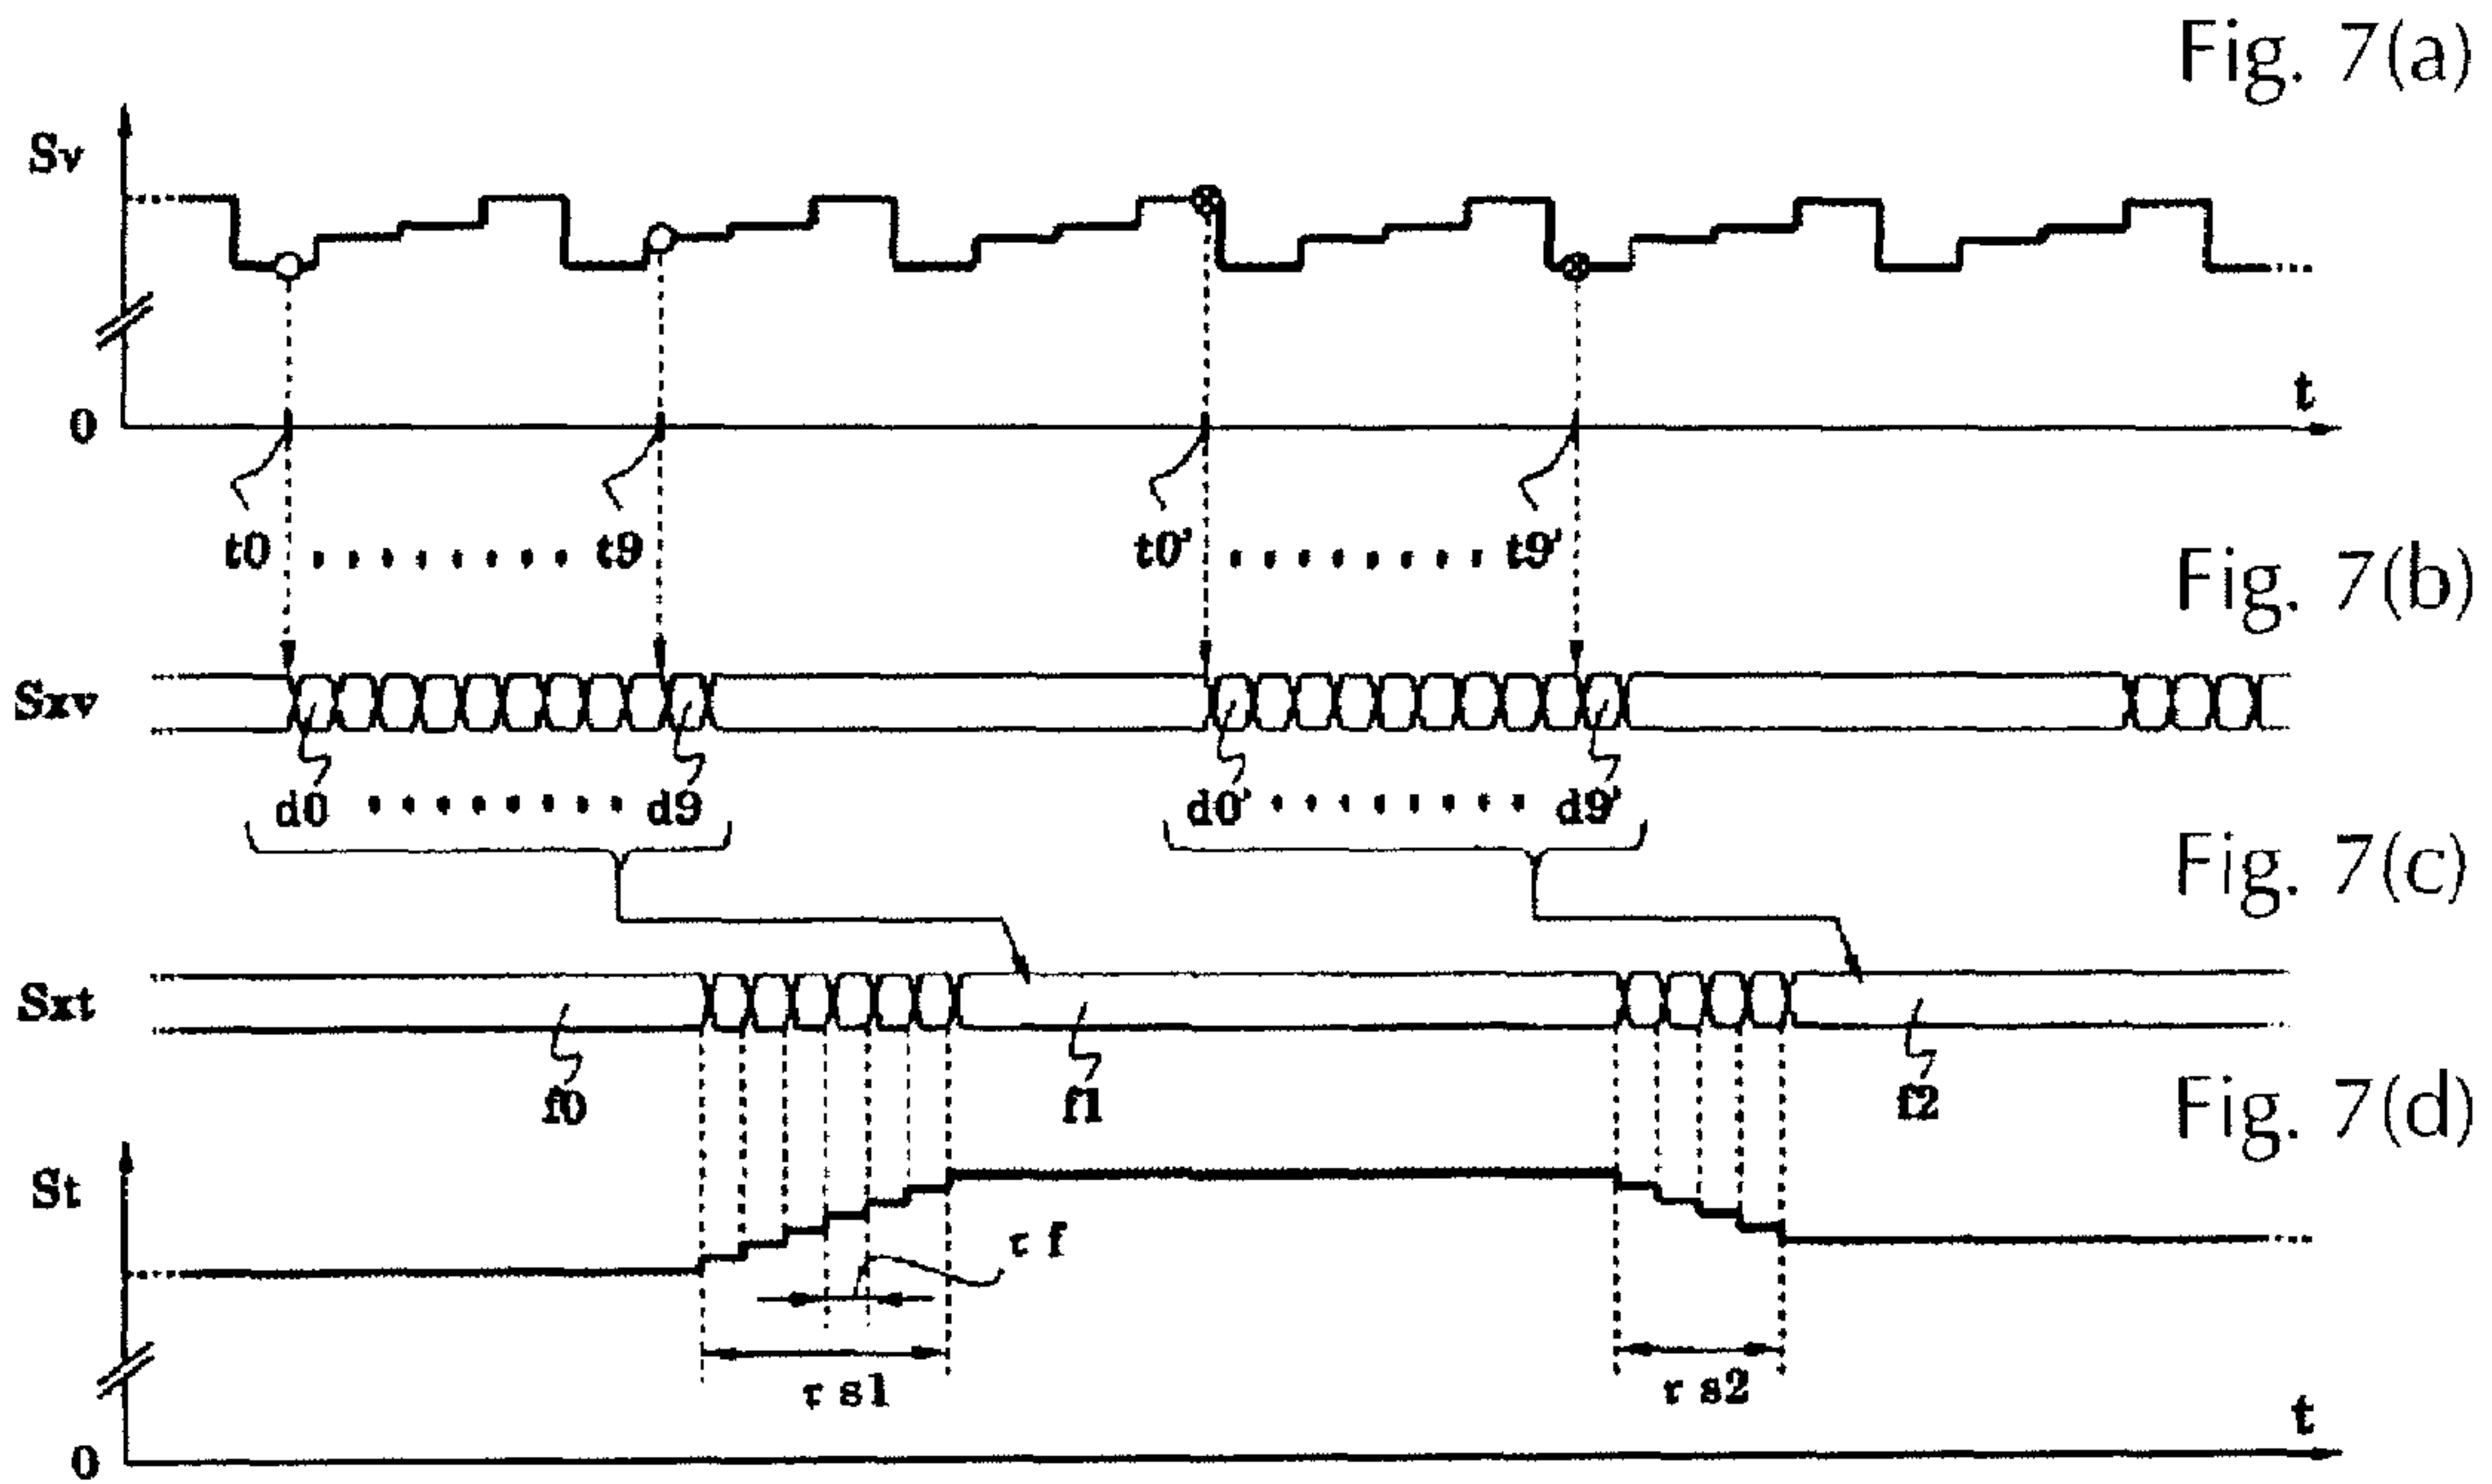 Fig. 7(a)
Sv
t
0
t0 ........ t9 t0' ........ t9'
Fig. 7(b)
Sxv
d0 ........ d9 d0' ........ d9'
Fig. 7(c)
Sxt
f0 f1 f2
Fig. 7(d)
St
τ f
τ s1 τ s2
t
0